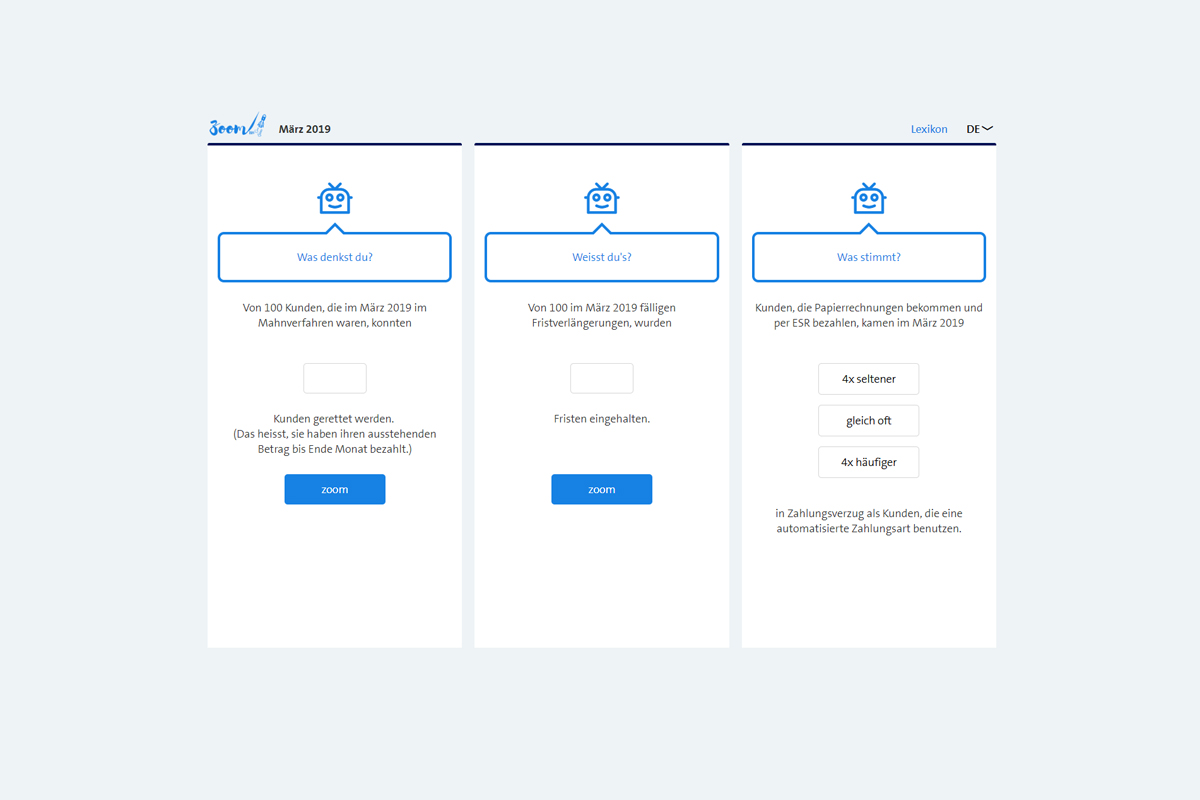 zoom
März 2019
Lexikon
DE
Was denkst du?
Von 100 Kunden, die im März 2019 im
Mahnverfahren waren, konnten
Kunden gerettet werden.
(Das heisst, sie haben ihren ausstehenden
Betrag bis Ende Monat bezahlt.)
zoom
Weisst du's?
Von 100 im März 2019 fälligen
Fristverlängerungen, wurden
Fristen eingehalten.
zoom
Was stimmt?
Kunden, die Papierrechnungen bekommen und
per ESR bezahlen, kamen im März 2019
4x seltener
gleich oft
4x häufiger
in Zahlungsverzug als Kunden, die eine
automatisierte Zahlungsart benutzen.